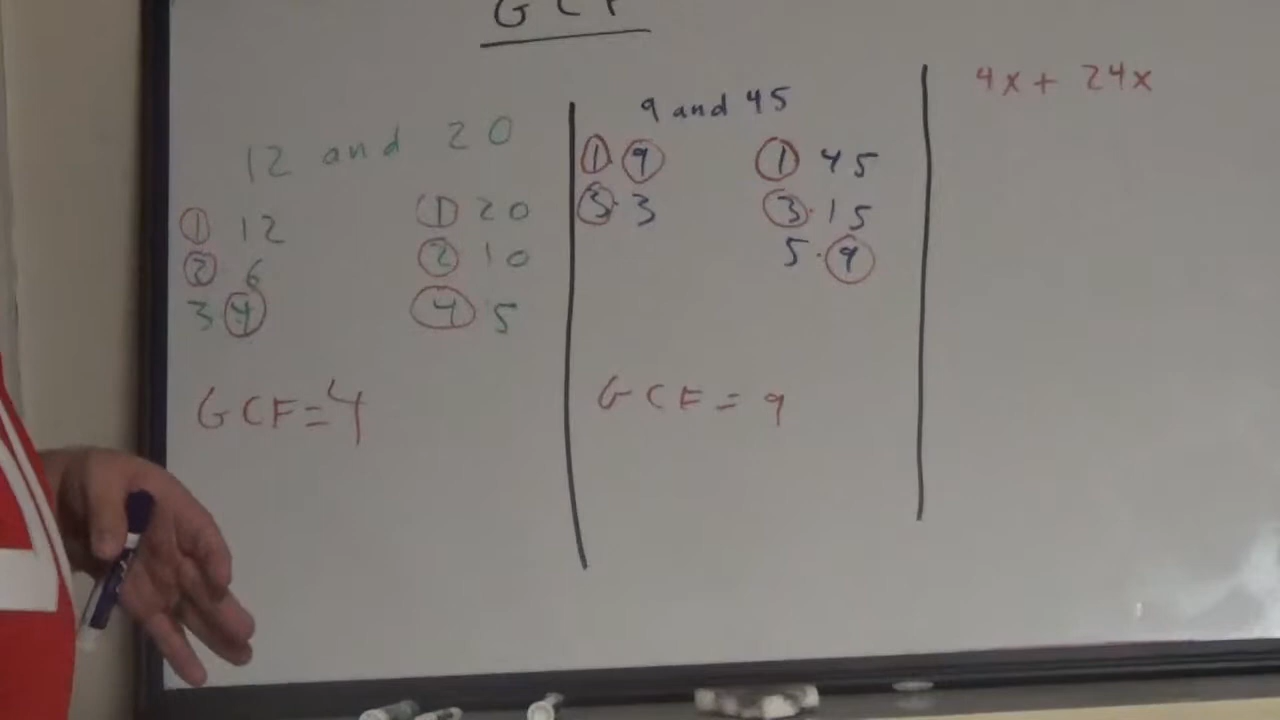 GCF
12 and 20
1 12
2 6
3·4
1 20
2 10
4 5
GCF=4
9 and 45
1·9
3·3
1 45
3·15
5·9
GCF = 9
4x + 24x